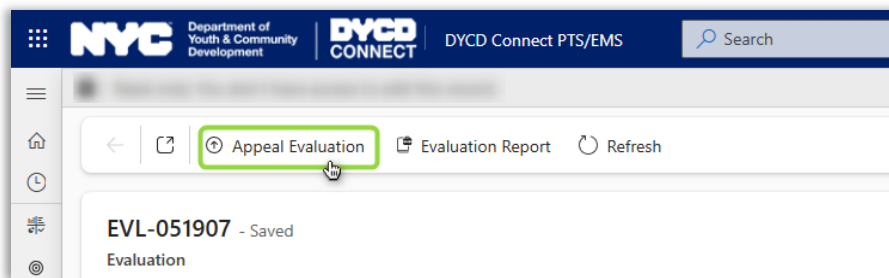 NYC Department of Youth & Community Development DYCD CONNECT DYCD Connect PTS/EMS Search
Appeal Evaluation Evaluation Report Refresh
EVL-051907 - Saved
Evaluation